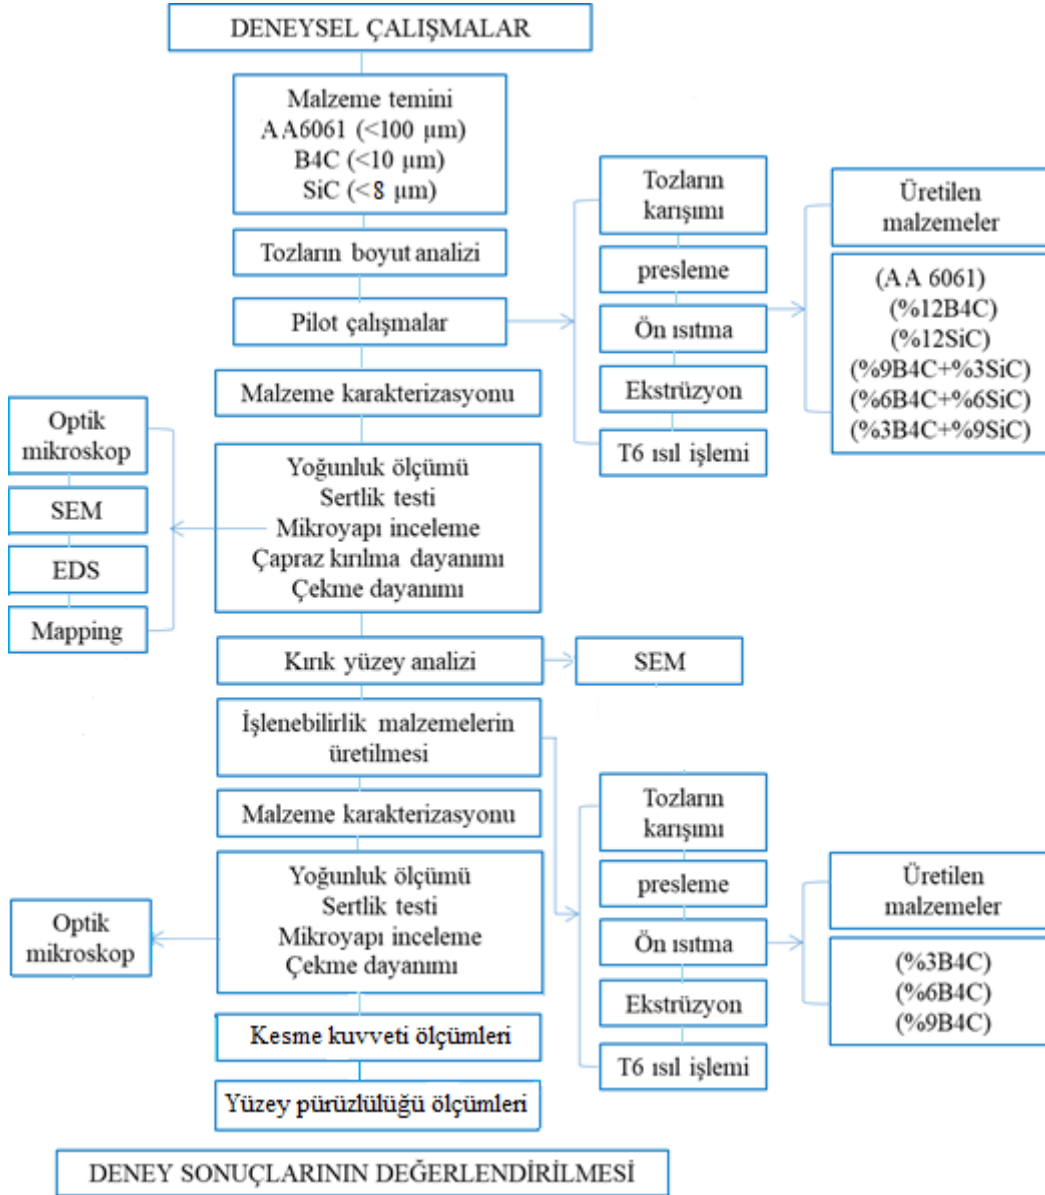 DENEYSEL ÇALIŞMALAR
Malzeme temini
AA6061 (<100 µm)
B4C (<10 µm)
SiC (<8 µm)
Tozların boyut analizi
Pilot çalışmalar
Tozların
karışımı
presleme
Ön ısıtma
Ekstrüzyon
T6 ısıl işlemi
Üretilen
malzemeler
(AA 6061)
(%12B4C)
(%12SiC)
(%9B4C+%3SiC)
(%6B4C+%6SiC)
(%3B4C+%9SiC)
Malzeme karakterizasyonu
Yoğunluk ölçümü
Sertlik testi
Mikroyapı inceleme
Çapraz kırılma dayanımı
Çekme dayanımı
Optik
mikroskop
SEM
EDS
Mapping
Kırık yüzey analizi
SEM
İşlenebilirlik malzemelerin
üretilmesi
Tozların
karışımı
presleme
Ön ısıtma
Ekstrüzyon
T6 ısıl işlemi
Üretilen
malzemeler
(%3B4C)
(%6B4C)
(%9B4C)
Malzeme karakterizasyonu
Yoğunluk ölçümü
Sertlik testi
Mikroyapı inceleme
Çekme dayanımı
Optik
mikroskop
Kesme kuvveti ölçümleri
Yüzey pürüzlülüğü ölçümleri
DENEY SONUÇLARININ DEĞERLENDİRİLMESİ